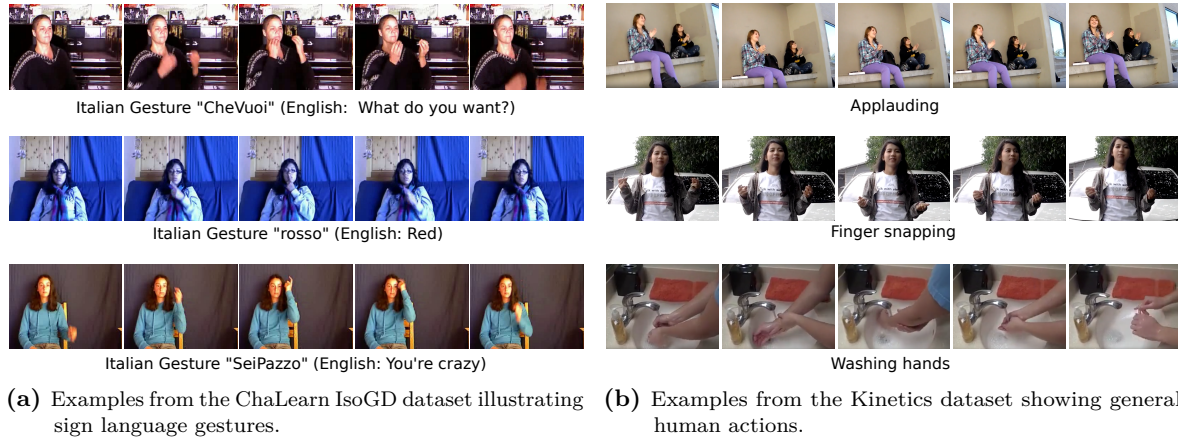 Italian Gesture "CheVuoi" (English: What do you want?)
Italian Gesture "rosso" (English: Red)
Italian Gesture "SeiPazzo" (English: You're crazy)
(a) Examples from the ChaLearn IsoGD dataset illustrating
sign language gestures.
Applauding
Finger snapping
Washing hands
(b) Examples from the Kinetics dataset showing general
human actions.